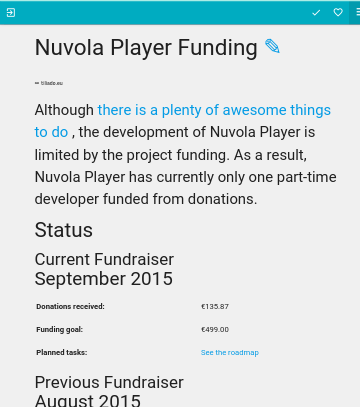 Nuvola Player Funding
— tiliado.eu
Although there is a plenty of awesome things
to do , the development of Nuvola Player is
limited by the project funding. As a result,
Nuvola Player has currently only one part-time
developer funded from donations.
Status
Current Fundraiser
September 2015
Donations received: €135.87
Funding goal: €499.00
Planned tasks: See the roadmap
Previous Fundraiser
August 2015